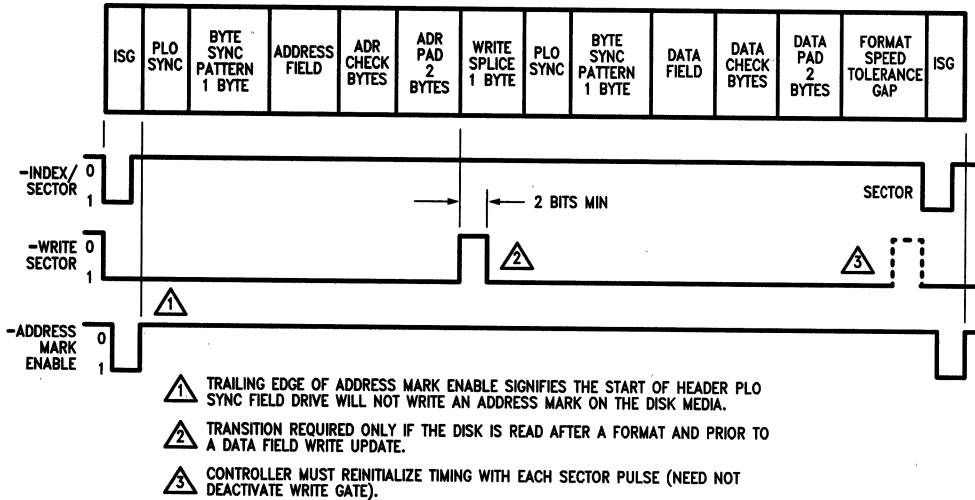 ISG
PLO
SYNC
BYTE
SYNC
PATTERN
1 BYTE
ADDRESS
FIELD
ADR
CHECK
BYTES
ADR
PAD
2
BYTES
WRITE
SPLICE
1 BYTE
PLO
SYNC
BYTE
SYNC
PATTERN
1 BYTE
DATA
FIELD
DATA
CHECK
BYTES
DATA
PAD
2
BYTES
FORMAT
SPEED
TOLERANCE
GAP
ISG
-INDEX/
SECTOR
0
1
SECTOR
2 BITS MIN
-WRITE
SECTOR
0
1
2
3
1
-ADDRESS
MARK
ENABLE
0
1
1 TRAILING EDGE OF ADDRESS MARK ENABLE SIGNIFIES THE START OF HEADER PLO
SYNC FIELD DRIVE WILL NOT WRITE AN ADDRESS MARK ON THE DISK MEDIA.
2 TRANSITION REQUIRED ONLY IF THE DISK IS READ AFTER A FORMAT AND PRIOR TO
A DATA FIELD WRITE UPDATE.
3 CONTROLLER MUST REINITIALIZE TIMING WITH EACH SECTOR PULSE (NEED NOT
DEACTIVATE WRITE GATE).